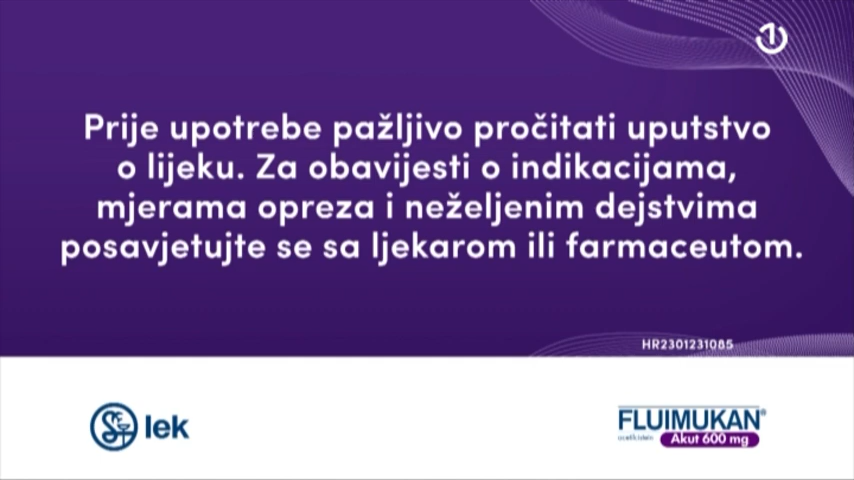 Prije upotrebe pažljivo pročitati uputstvo
o lijeku. Za obavijesti o indikacijama,
mjerama opreza i neželjenim dejstvima
posavjetujte se sa ljekarom ili farmaceutom.
HR2301231085
lek
FLUIMUKAN®
Akut 600 mg